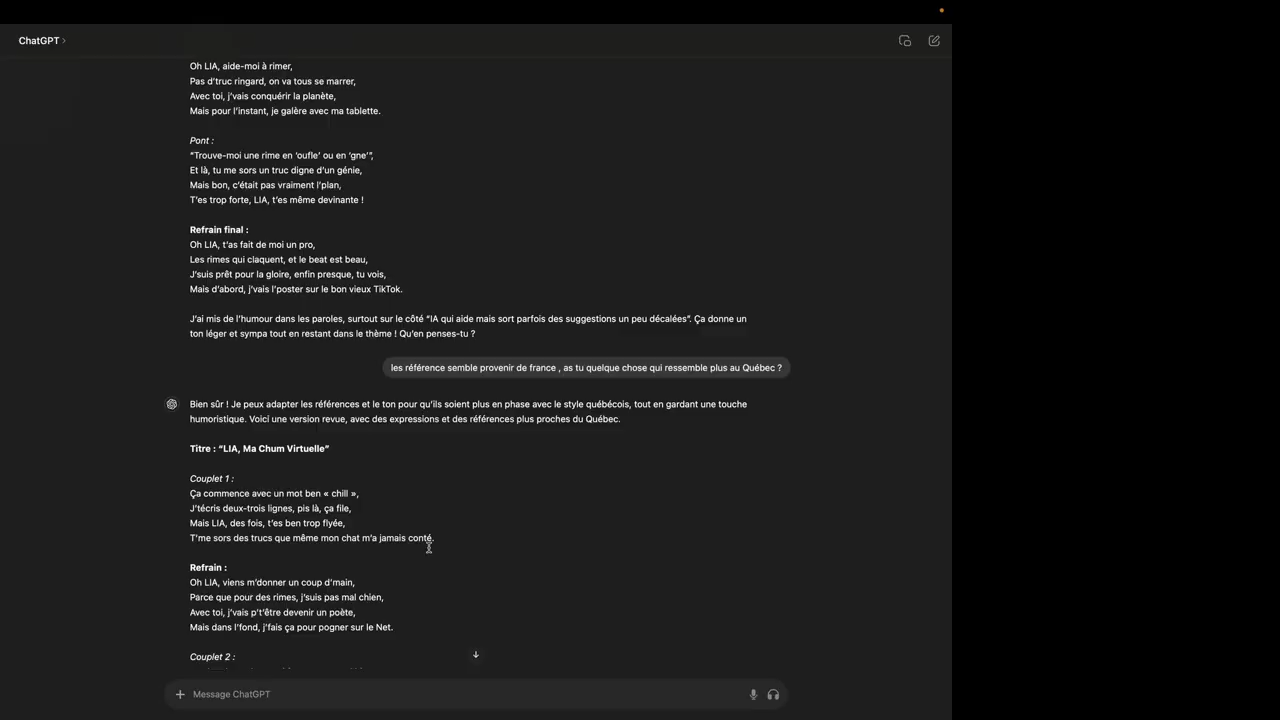 ChatGPT
Oh LIA, aide-moi à rimer,
Pas d'truc ringard, on va tous se marrer,
Avec toi, j'vais conquérir la planète,
Mais pour l'instant, je galère avec ma tablette.
Pont :
“Trouve-moi une rime en ‘oufle’ ou en ‘gne’”,
Et là, tu me sors un truc digne d'un génie,
Mais bon, c'était pas vraiment l'plan,
T'es trop forte, LIA, t'es même devinante !
Refrain final :
Oh LIA, t'as fait de moi un pro,
Les rimes qui claquent, et le beat est beau,
J'suis prêt pour la gloire, enfin presque, tu vois,
Mais d'abord, j'vais l'poster sur le bon vieux TikTok.
J'ai mis de l'humour dans les paroles, surtout sur le côté “IA qui aide mais sort parfois des suggestions un peu décalées”. Ça donne un
ton léger et sympa tout en restant dans le thème ! Qu'en penses-tu ?
les référence semble provenir de france , as tu quelque chose qui ressemble plus au Québec ?
Bien sûr ! Je peux adapter les références et le ton pour qu'ils soient plus en phase avec le style québécois, tout en gardant une touche
humoristique. Voici une version revue, avec des expressions et des références plus proches du Québec.
Titre : “LIA, Ma Chum Virtuelle”
Couplet 1 :
Ça commence avec un mot ben « chill »,
J'técris deux-trois lignes, pis là, ça file,
Mais LIA, des fois, t'es ben trop flyée,
T'me sors des trucs que même mon chat m'a jamais conté.
Refrain :
Oh LIA, viens m'donner un coup d'main,
Parce que pour des rimes, j'suis pas mal chien,
Avec toi, j'vais p't'être devenir un poète,
Mais dans l'fond, j'fais ça pour pogner sur le Net.
Couplet 2 :
Message ChatGPT